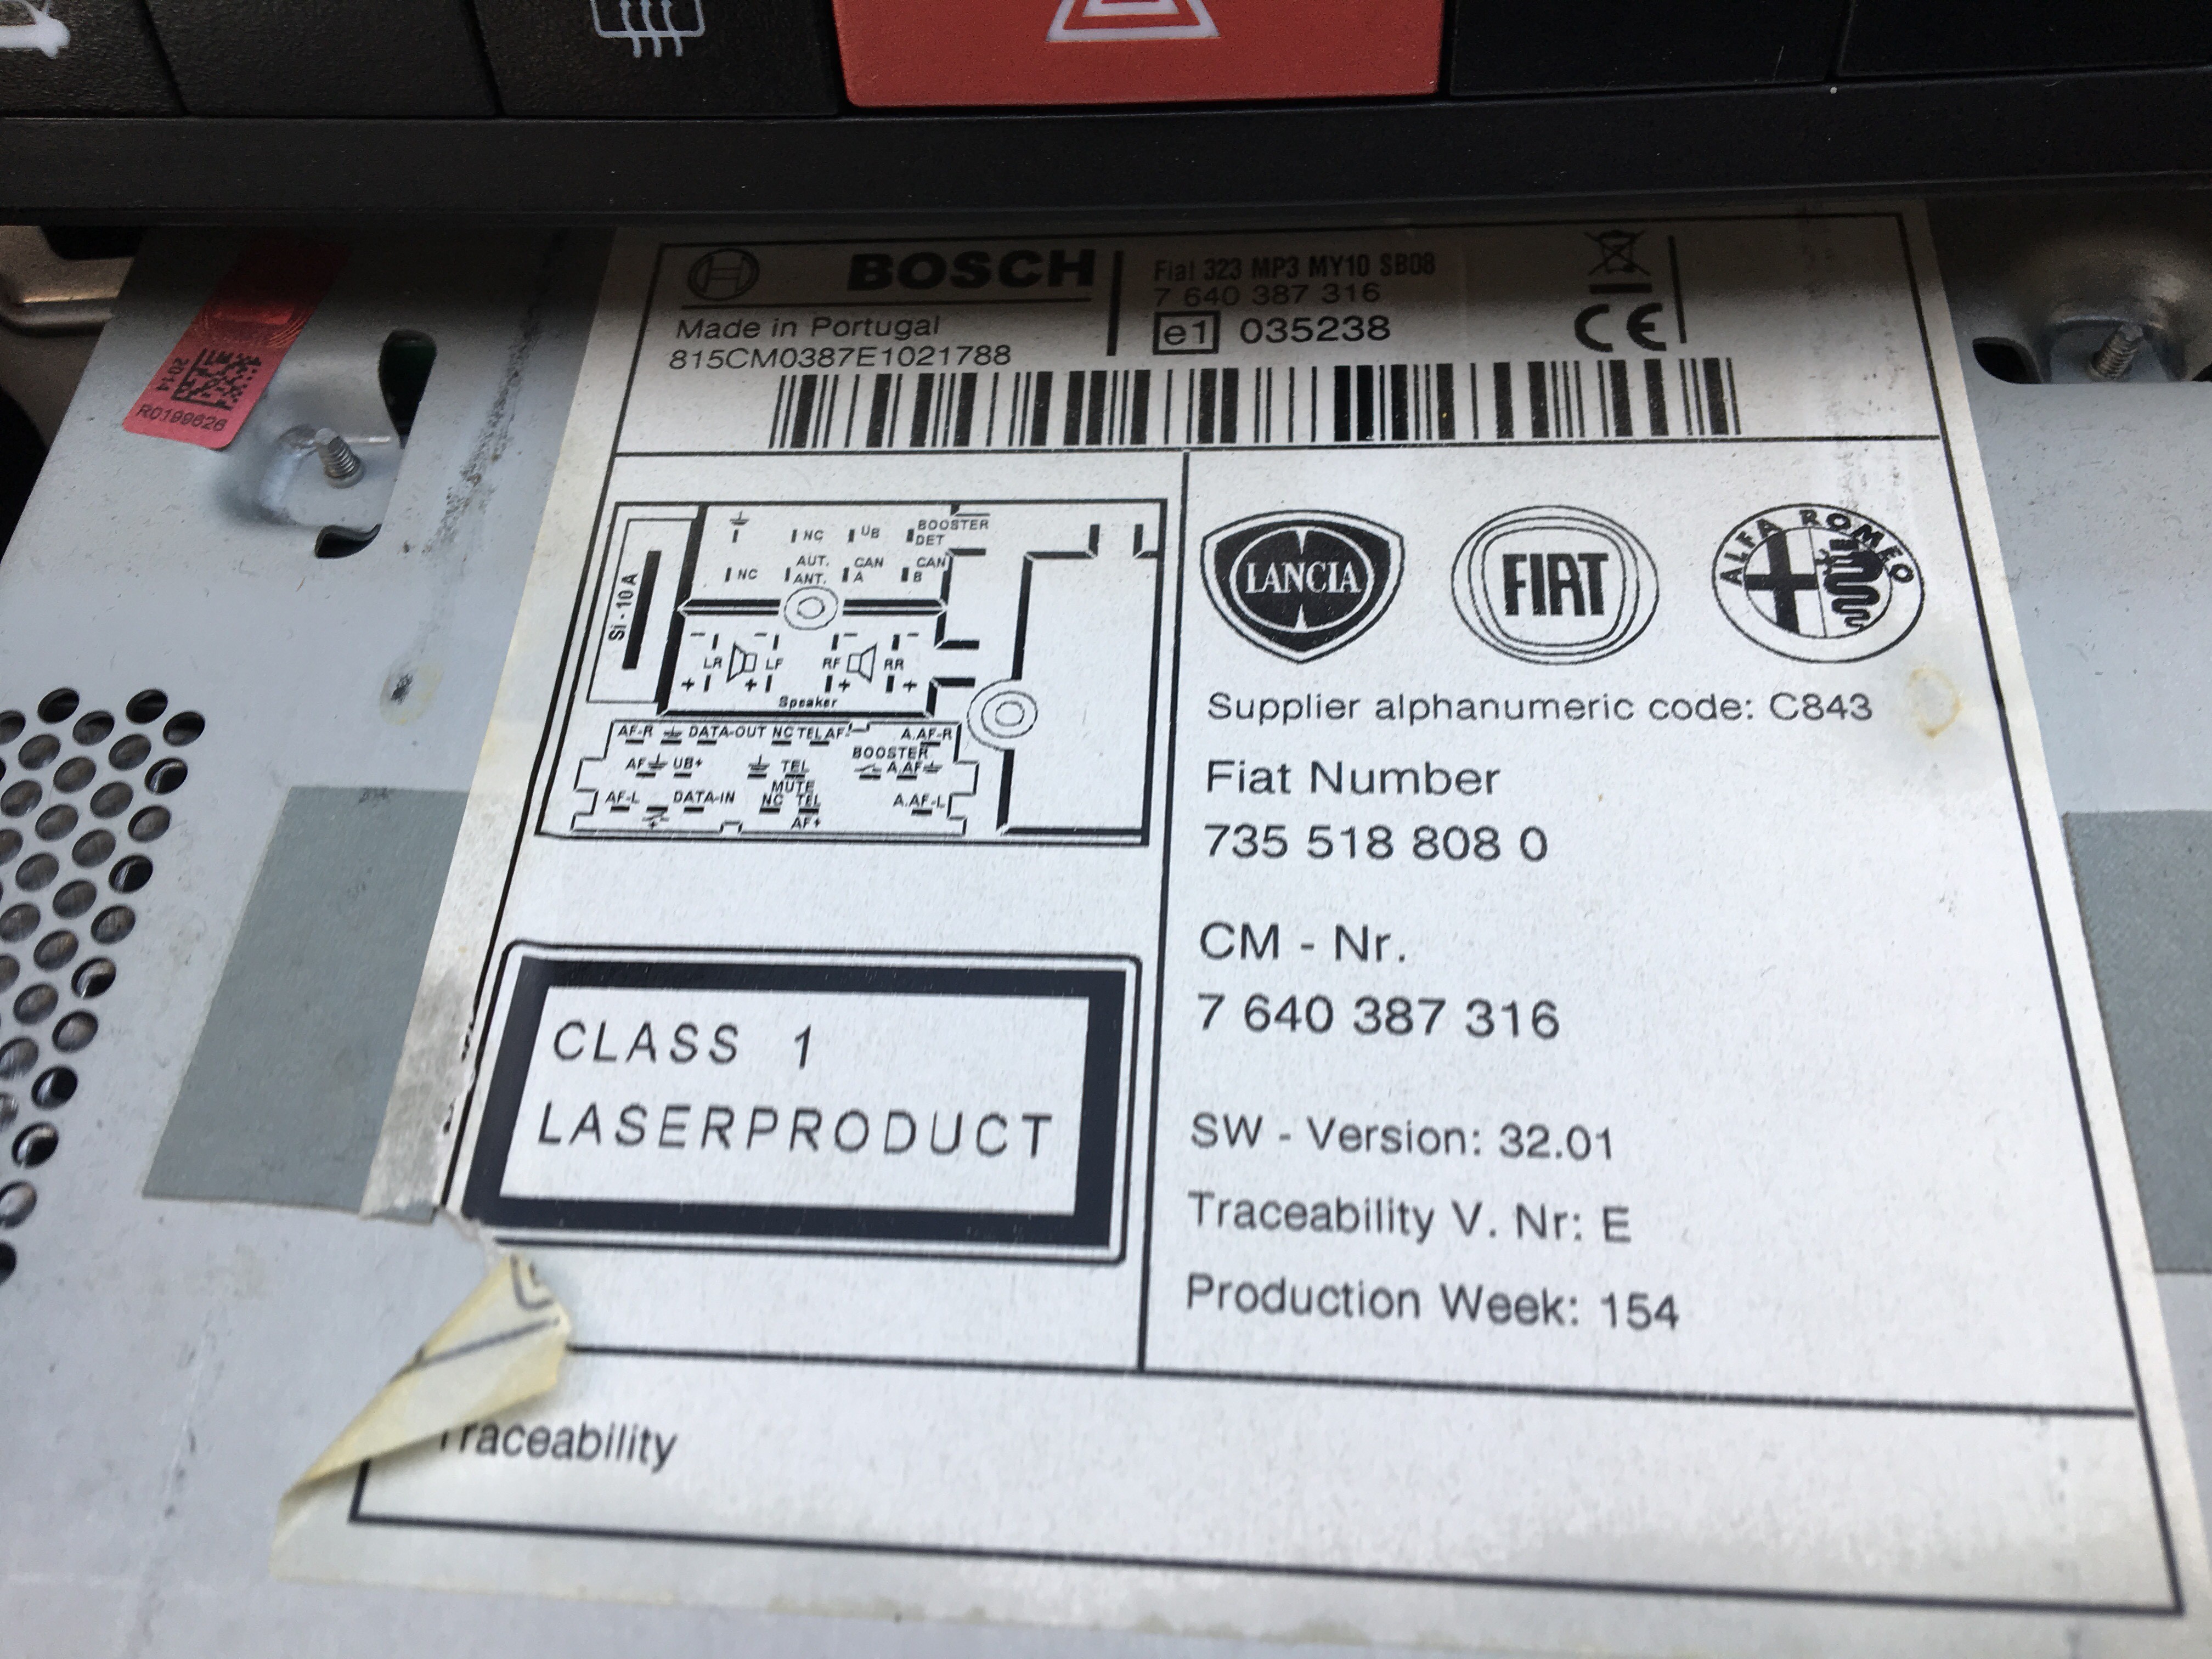 BOSCH
Made in Portugal
815CM0387E1021788
Fiat 323 MP3 MY10 SB08
7 640 387 316
e1 035238
CE
20 14
R0199626
NC UB BOOSTER DET
NC AUT. ANT. CAN A CAN B
Si - 10 A
LR LF RF RR
Speaker
AF-R DATA-OUT NC TEL AF- A.AF-R
AF UB+ TEL MUTE BOOSTER A.AF
AF-L DATA-IN NC TEL AF+ A.AF-L
LANCIA
FIAT
ALFA ROMEO
Supplier alphanumeric code: C843
Fiat Number
735 518 808 0
CM - Nr.
7 640 387 316
SW - Version: 32.01
Traceability V. Nr: E
Production Week: 154
CLASS 1
LASERPRODUCT
Traceability